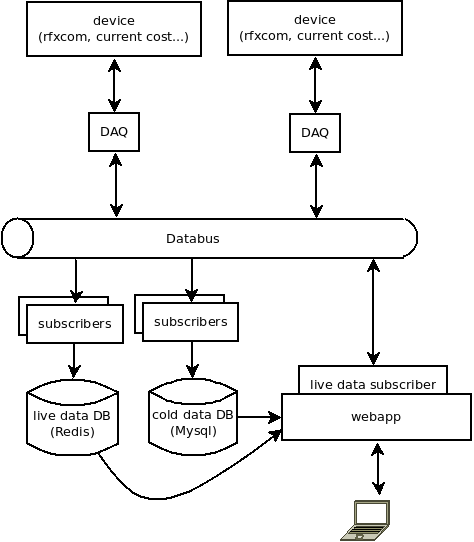 device
(rfxcom, current cost...)
device
(rfxcom, current cost...)
DAQ
DAQ
Databus
subscribers
subscribers
live data subscriber
webapp
live data DB
(Redis)
cold data DB
(Mysql)